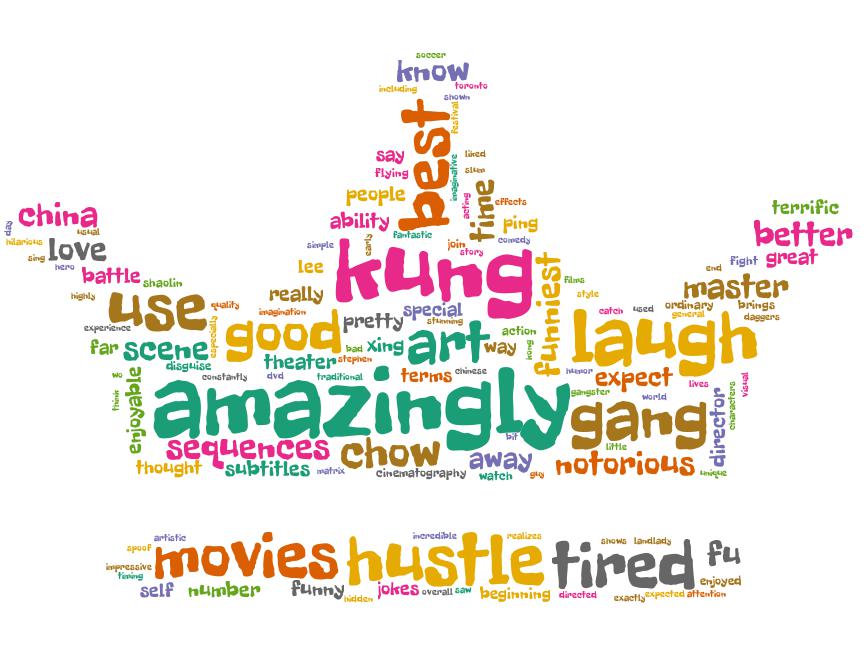 soccer
know
including
toronto
shown
best
festival
say
liked
flying
imaginative
slum
people
time
acting
effects
ability
ping
fantastic
china
day
usual
hilarious
love
sing
hero
battle
shaolin
terrific
better
great
fight
end
simple
early
join
comedy
story
lee
kung
funniest
films
master
highly
use
quality
really
special
style
ordinary
brings
imagination
stunning
catch
used
general
daggers
experience
especially
good
pretty
action
laugh
far
scene
bad
xing
art
way
hong
disguise
theater
stephen
constantly
dvd
traditional
terms
chinese
humor
expect
lives
visual
wo
think
enjoyable
amazingly
gangster
world
gang
director
characters
sequences
chow
bit
little
thought
subtitles
matrix
cinematography
away
watch
guy
notorious
unique
artistic
incredible
realizes
shows
landlady
spoof
movies
hustle
tired
fu
impressive
timing
enjoyed
self
number
funny
hidden
jokes
overall
saw
beginning
directed
exactly
expected
attention